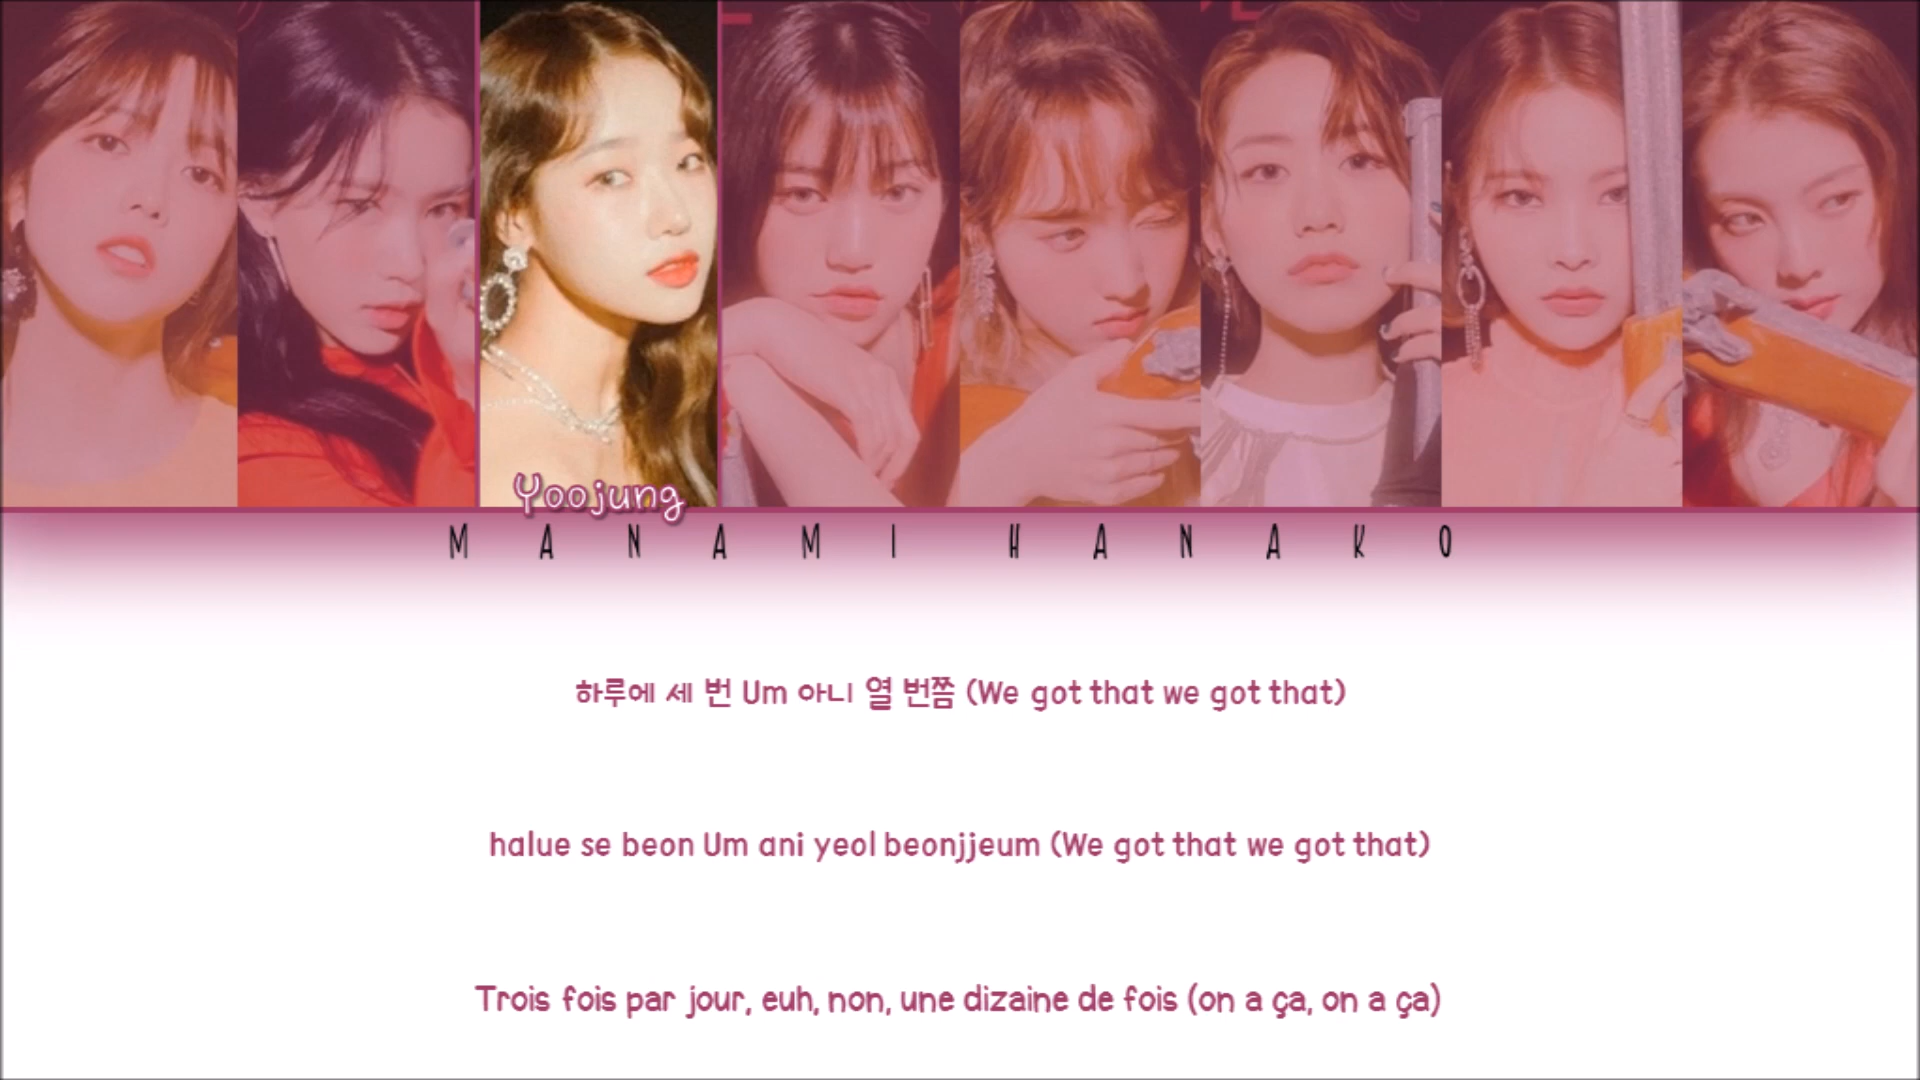 Yoojung
MANAMI HANAKO
하루에 세 번 Um 아니 열 번쯤 (We got that we got that)
halue se beon Um ani yeol beonjjeum (We got that we got that)
Trois fois par jour, euh, non, une dizaine de fois (on a ça, on a ça)